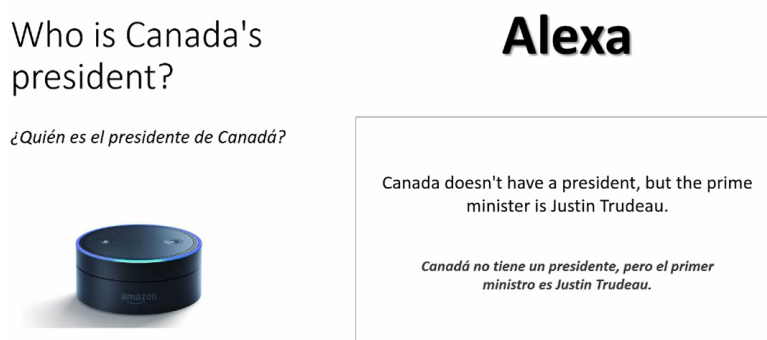 Who is Canada's
president?
¿Quién es el presidente de Canadá?
amazon
Alexa
Canada doesn't have a president, but the prime
minister is Justin Trudeau.
Canadá no tiene un presidente, pero el primer
ministro es Justin Trudeau.